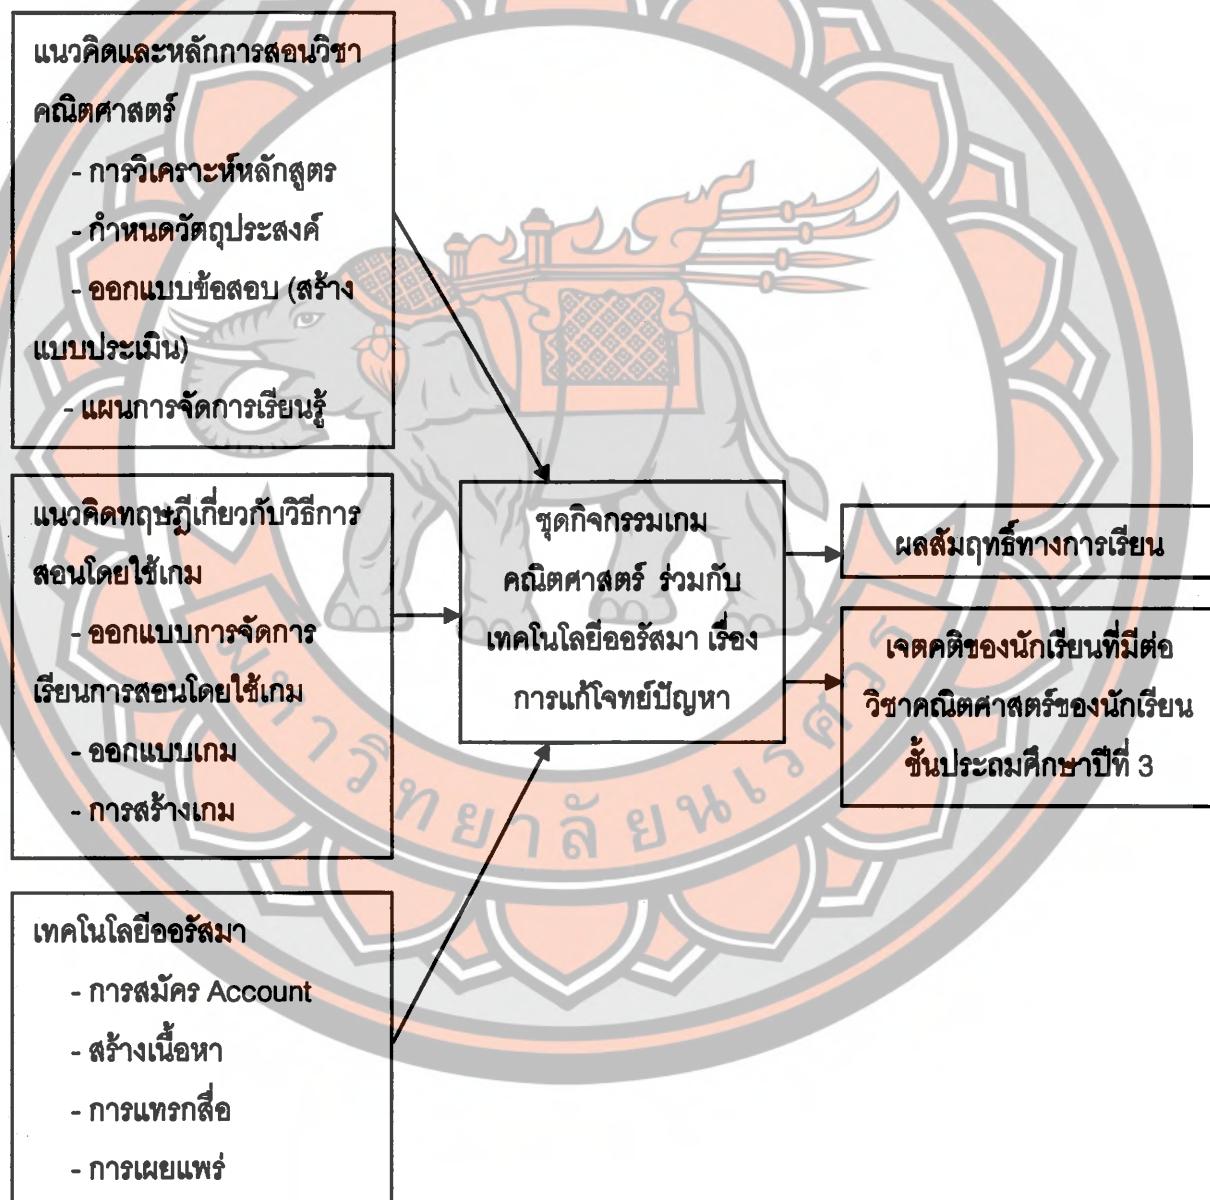 แนวคิดและหลักการสอนวิชา
คณิตศาสตร์
- การวิเคราะห์หลักสูตร
- กำหนดวัตถุประสงค์
- ออกแบบข้อสอบ (สร้าง
แบบประเมิน)
- แผนการจัดการเรียนรู้
แนวคิดทฤษฎีเกี่ยวกับวิธีการ
สอนโดยใช้เกม
- ออกแบบการจัดการ
เรียนการสอนโดยใช้เกม
- ออกแบบเกม
- การสร้างเกม
เทคโนโลยีออรัสมา
- การสมัคร Account
- สร้างเนื้อหา
- การแทรกสื่อ
- การเผยแพร่
ชุดกิจกรรมเกม
คณิตศาสตร์ ร่วมกับ
เทคโนโลยีออรัสมา เรื่อง
การแก้โจทย์ปัญหา
ผลสัมฤทธิ์ทางการเรียน
เจตคติของนักเรียนที่มีต่อ
วิชาคณิตศาสตร์ของนักเรียน
ชั้นประถมศึกษาปีที่ 3
มหาวิทยาลัยนเรศวร